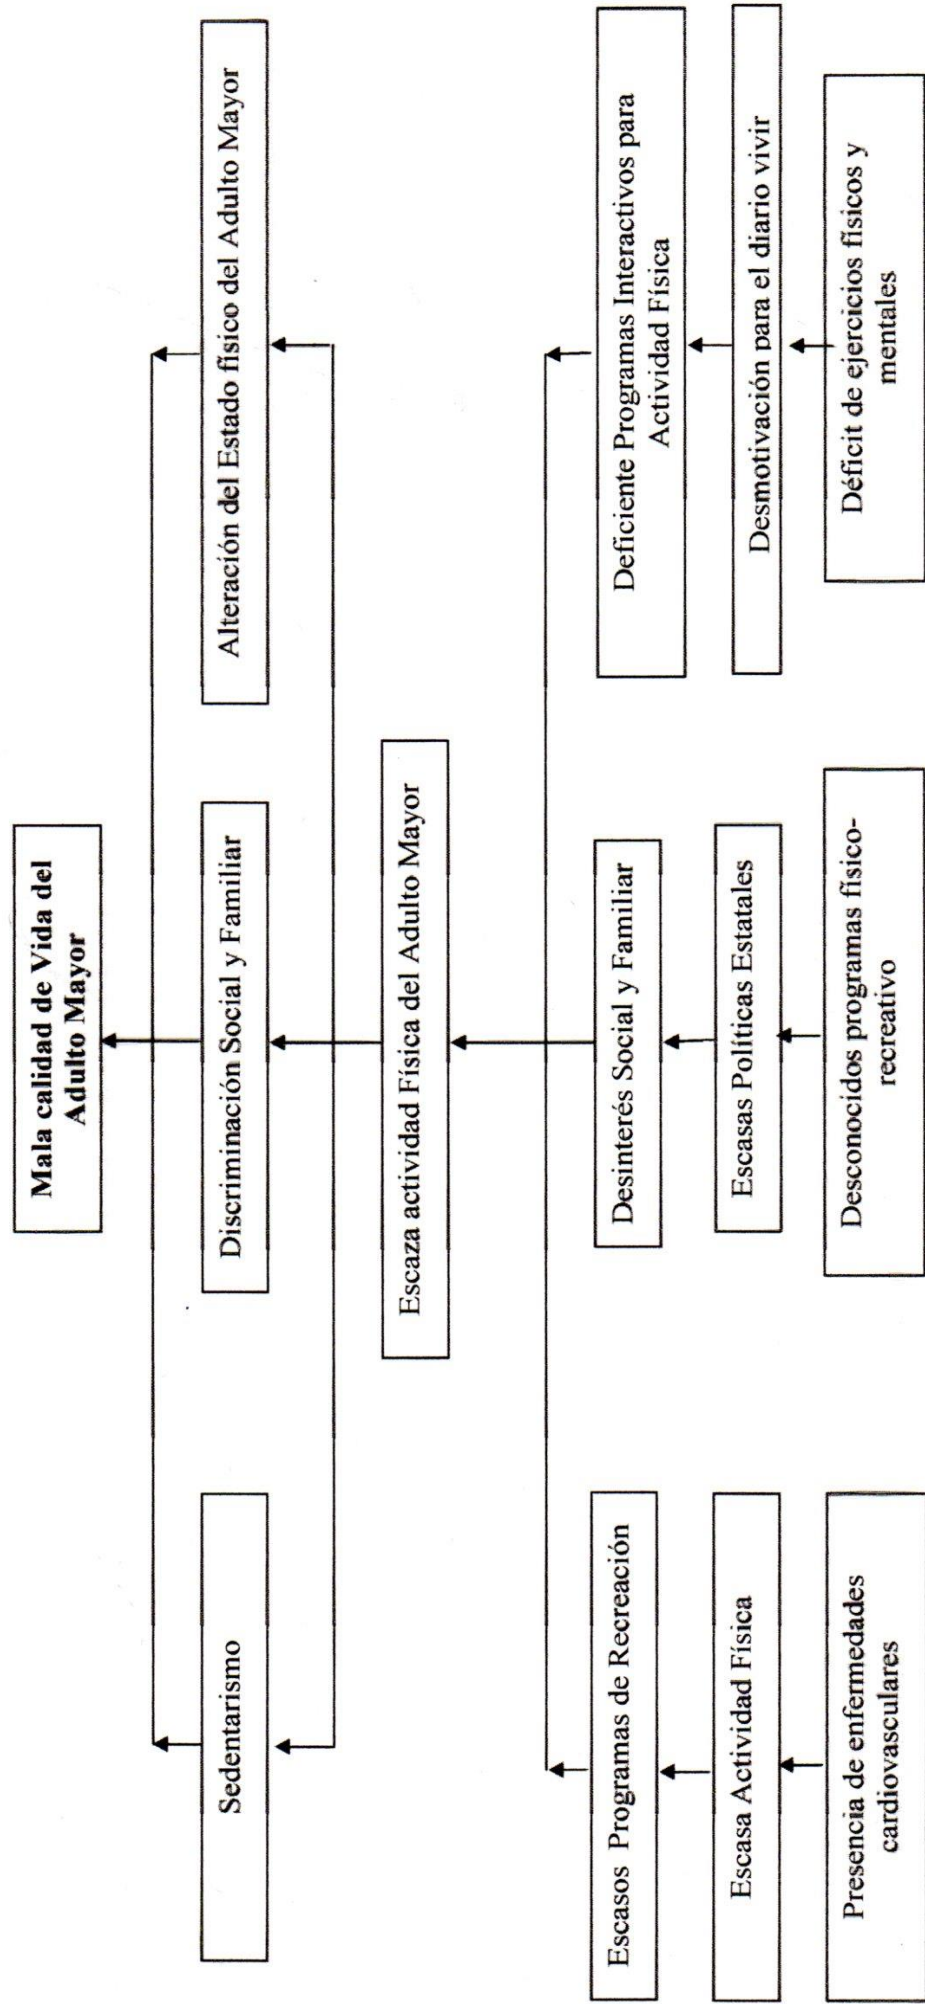 Mala calidad de Vida del
Adulto Mayor
Sedentarismo
Discriminación Social y Familiar
Alteración del Estado físico del Adulto Mayor
Escaza actividad Física del Adulto Mayor
Escasos Programas de Recreación
Desinterés Social y Familiar
Deficiente Programas Interactivos para
Actividad Física
Escasa Actividad Física
Escasas Políticas Estatales
Desmotivación para el diario vivir
Presencia de enfermedades
cardiovasculares
Desconocidos programas físico-
recreativo
Déficit de ejercicios físicos y
mentales